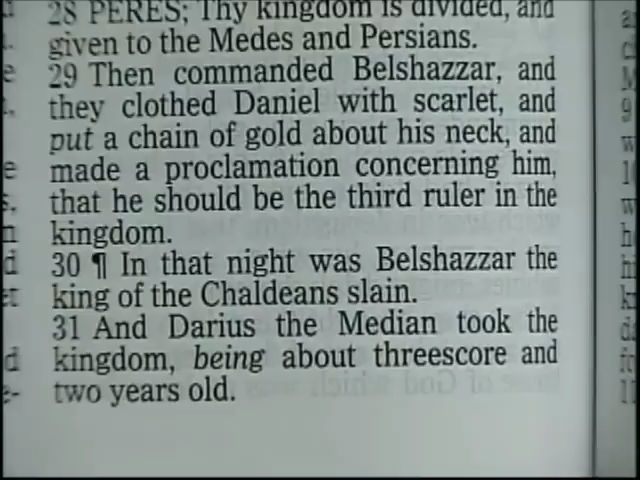 28 PERES; Thy kingdom is divided, and
given to the Medes and Persians.
29 Then commanded Belshazzar, and
they clothed Daniel with scarlet, and
put a chain of gold about his neck, and
made a proclamation concerning him,
that he should be the third ruler in the
kingdom.
30 ¶ In that night was Belshazzar the
king of the Chaldeans slain.
31 And Darius the Median took the
kingdom, being about threescore and
two years old.